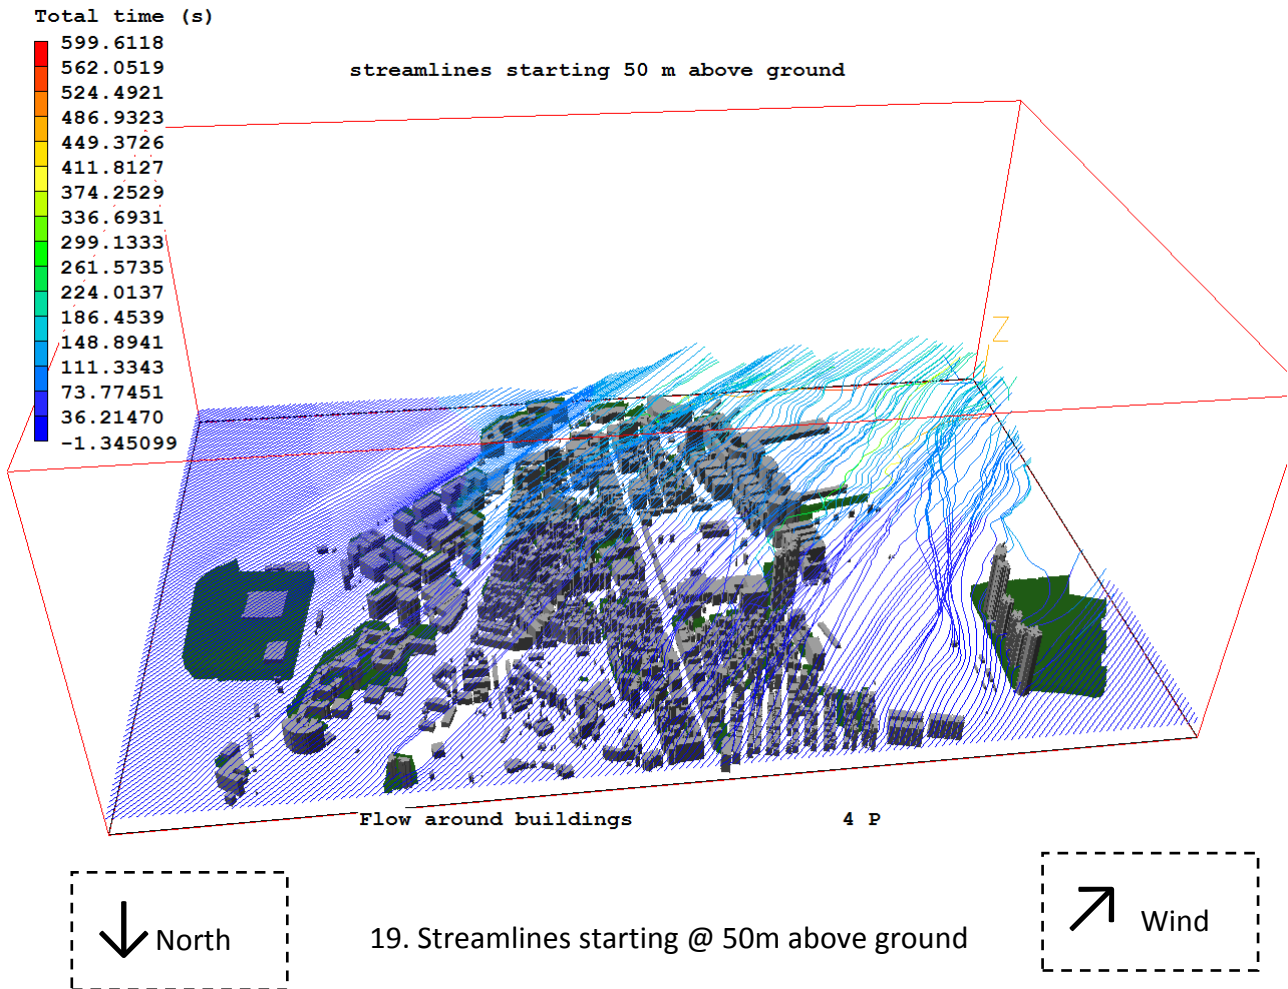 Total time (s)
599.6118
562.0519
524.4921
486.9323
449.3726
411.8127
374.2529
336.6931
299.1333
261.5735
224.0137
186.4539
148.8941
111.3343
73.77451
36.21470
-1.345099
streamlines starting 50 m above ground
Z
Flow around buildings 4 P
North
19. Streamlines starting @ 50m above ground
Wind